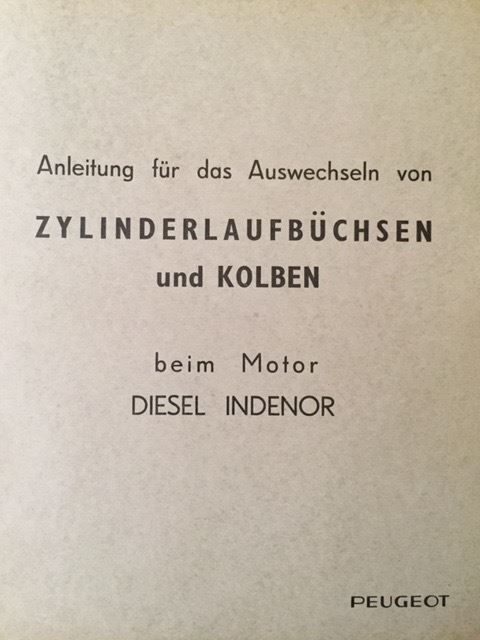 Anleitung für das Auswechseln von
ZYLINDERLAUFBÜCHSEN
und KOLBEN
beim Motor
DIESEL INDENOR
PEUGEOT